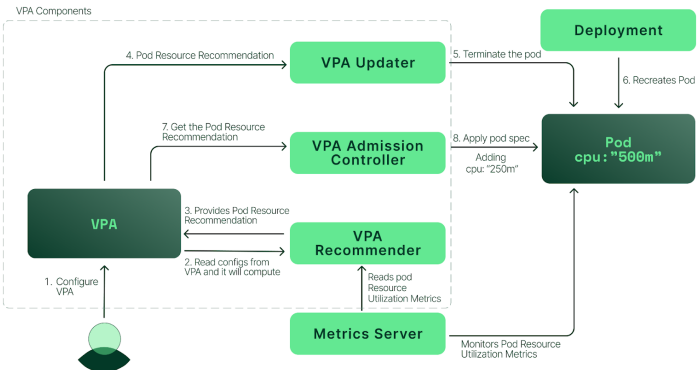 VPA Components
4. Pod Resource Recommendation
VPA Updater
5. Terminate the pod
Deployment
6. Recreates Pod
7. Get the Pod Resource
Recommendation
VPA Admission
Controller
8. Apply pod spec
Adding
cpu: "250m"
Pod
cpu:"500m"
VPA
3. Provides Pod Resource
Recommendation
VPA
Recommender
2. Read configs from
VPA and it will compute
1. Configure
VPA
Reads pod
Resource
Utilization Metrics
Metrics Server
Monitors Pod Resource
Utilization Metrics